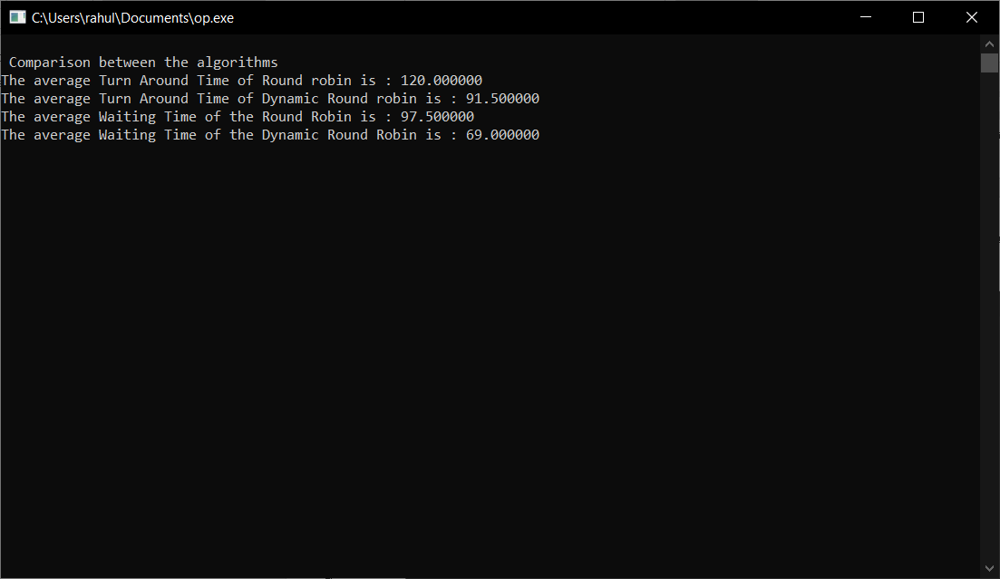 C:\Users\rahul\Documents\op.exe
Comparison between the algorithms
The average Turn Around Time of Round robin is : 120.000000
The average Turn Around Time of Dynamic Round robin is : 91.500000
The average Waiting Time of the Round Robin is : 97.500000
The average Waiting Time of the Dynamic Round Robin is : 69.000000